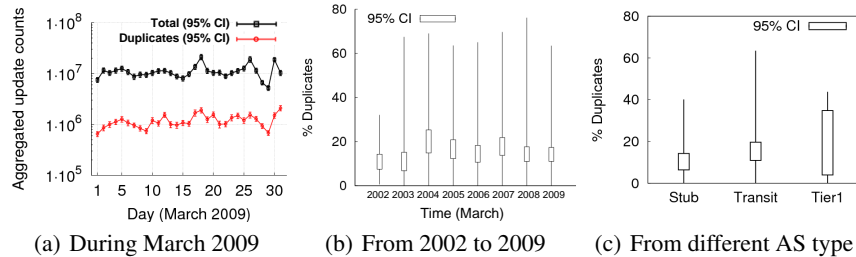 Total (95% CI)
Duplicates (95% CI)
Aggregated update counts
1·10^8
1·10^7
1·10^6
1·10^5
1 5 10 15 20 25 30
Day (March 2009)
(a) During March 2009
95% CI
% Duplicates
80
60
40
20
0
2002 2003 2004 2005 2006 2007 2008 2009
Time (March)
(b) From 2002 to 2009
95% CI
% Duplicates
80
60
40
20
0
Stub Transit Tier1
(c) From different AS type